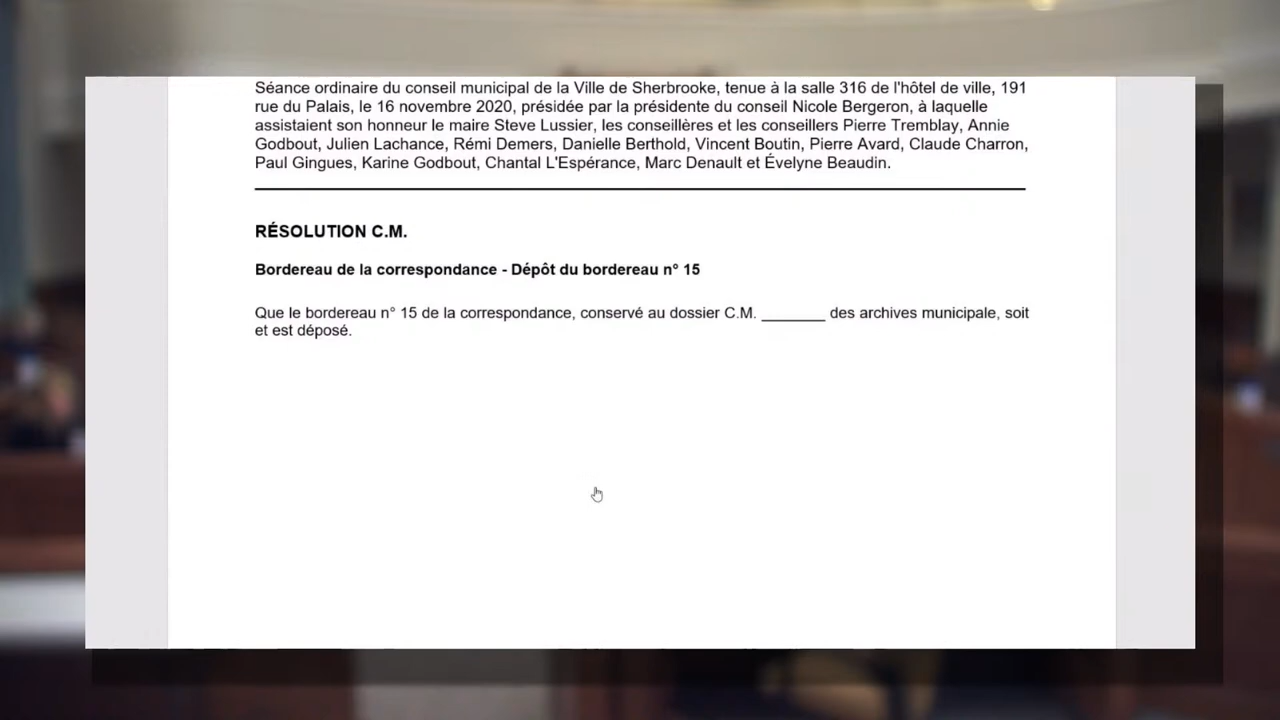 Séance ordinaire du conseil municipal de la Ville de Sherbrooke, tenue à la salle 316 de l'hôtel de ville, 191
rue du Palais, le 16 novembre 2020, présidée par la présidente du conseil Nicole Bergeron, à laquelle
assistaient son honneur le maire Steve Lussier, les conseillères et les conseillers Pierre Tremblay, Annie
Godbout, Julien Lachance, Rémi Demers, Danielle Berthold, Vincent Boutin, Pierre Avard, Claude Charron,
Paul Gingues, Karine Godbout, Chantal L'Espérance, Marc Denault et Évelyne Beaudin.
RÉSOLUTION C.M.
Bordereau de la correspondance - Dépôt du bordereau n° 15
Que le bordereau n° 15 de la correspondance, conservé au dossier C.M. _______ des archives municipale, soit
et est déposé.